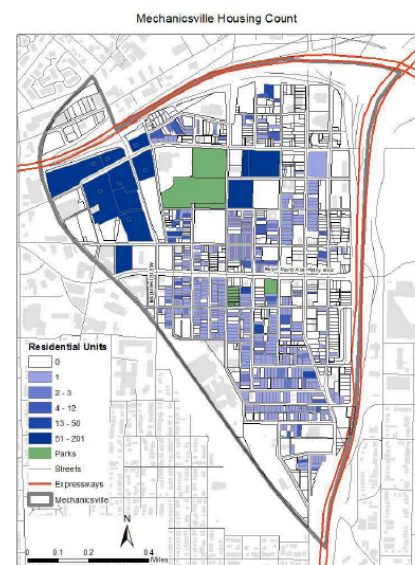 Mechanicsville Housing Count
Residential Units
0
1
2 - 3
4 - 12
13 - 50
51 - 201
Parks
Streets
Expressways
Mechanicsville
N
0 0.1 0.2 0.4
Miles